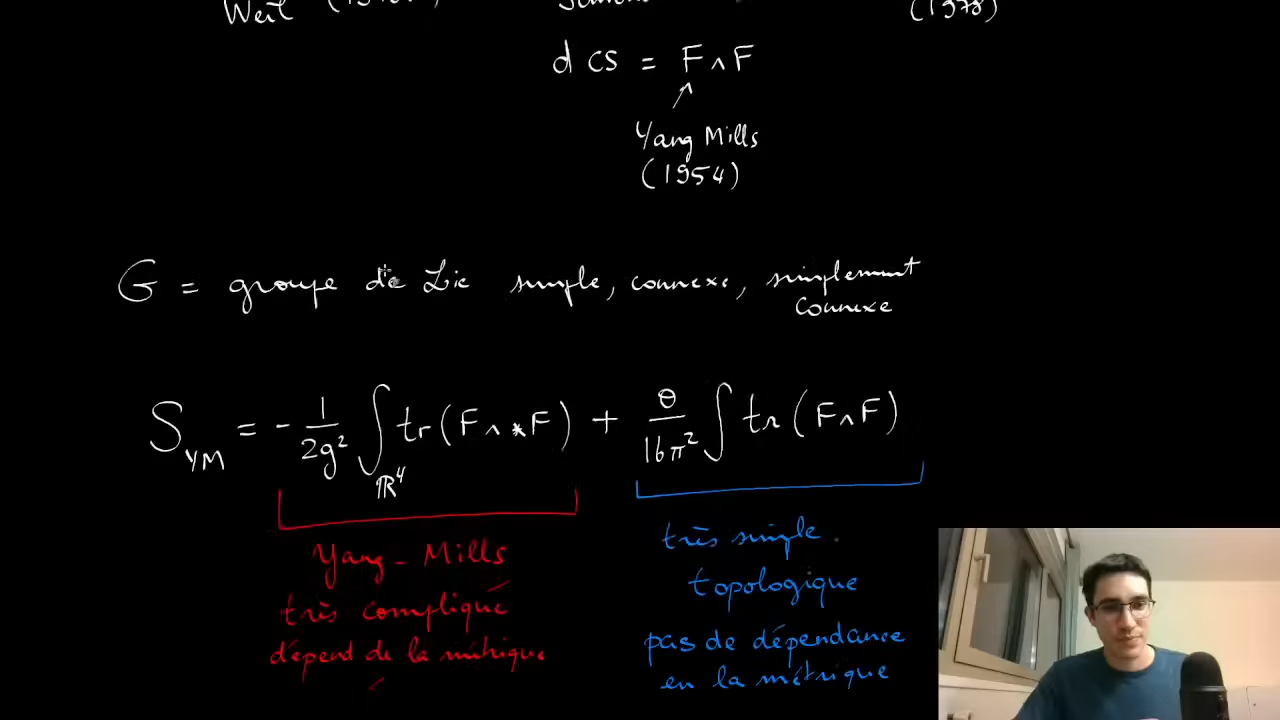 Weil
(1978)
d CS = F ∧ F
Yang Mills
(1954)
G = groupe de Lie simple, connexe, simplement
connexe
S_YM = - 1/2g² ∫_ℝ⁴ tr (F ∧ *F) + θ/16π² ∫ tr (F ∧ F)
Yang - Mills
très compliqué
dépend de la métrique
très simple
topologique
pas de dépendance
en la métrique